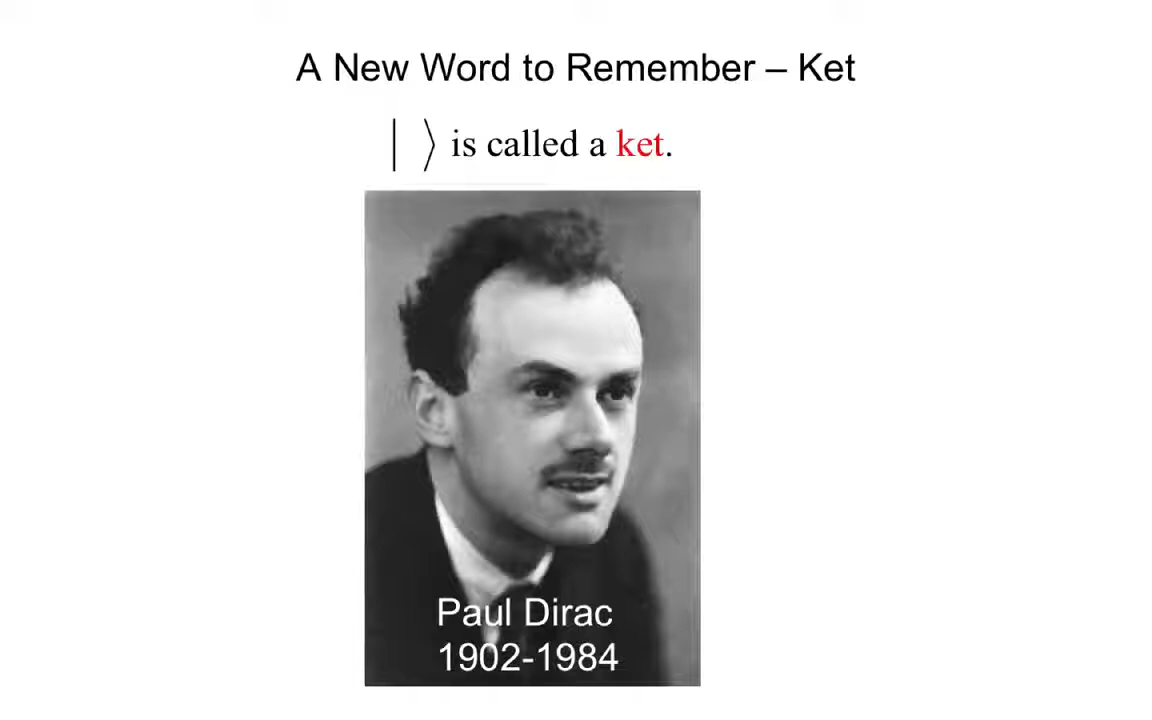 A New Word to Remember – Ket
| ⟩ is called a ket.
Paul Dirac
1902-1984